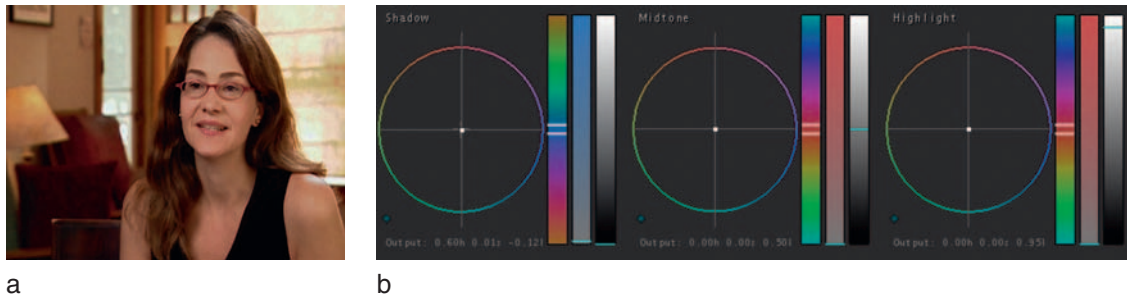 Shadow
Midtone
Highlight
Output: 0.60h 0.01s -0.12l
Output: 0.00h 0.00s 0.50l
Output: 0.00h 0.00s 0.95l
a
b